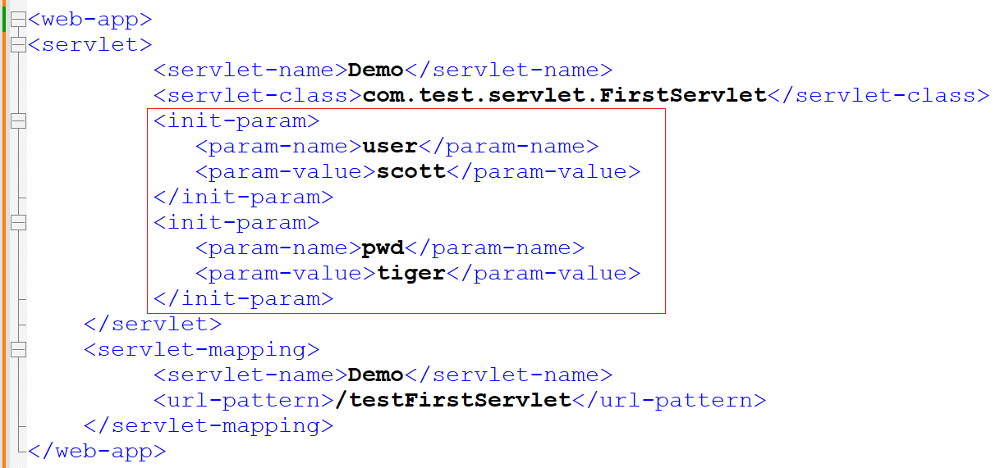 <web-app>
<servlet>
<servlet-name>Demo</servlet-name>
<servlet-class>com.test.servlet.FirstServlet</servlet-class>
<init-param>
<param-name>user</param-name>
<param-value>scott</param-value>
</init-param>
<init-param>
<param-name>pwd</param-name>
<param-value>tiger</param-value>
</init-param>
</servlet>
<servlet-mapping>
<servlet-name>Demo</servlet-name>
<url-pattern>/testFirstServlet</url-pattern>
</servlet-mapping>
</web-app>